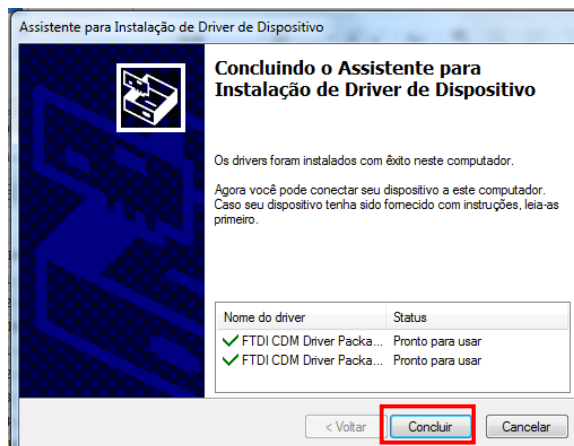 Assistente para Instalação de Driver de Dispositivo
Concluindo o Assistente para
Instalação de Driver de Dispositivo
Os drivers foram instalados com êxito neste computador.
Agora você pode conectar seu dispositivo a este computador.
Caso seu dispositivo tenha sido fornecido com instruções, leia-as
primeiro.
Nome do driver Status
FTDI CDM Driver Packa... Pronto para usar
FTDI CDM Driver Packa... Pronto para usar
< Voltar Concluir Cancelar